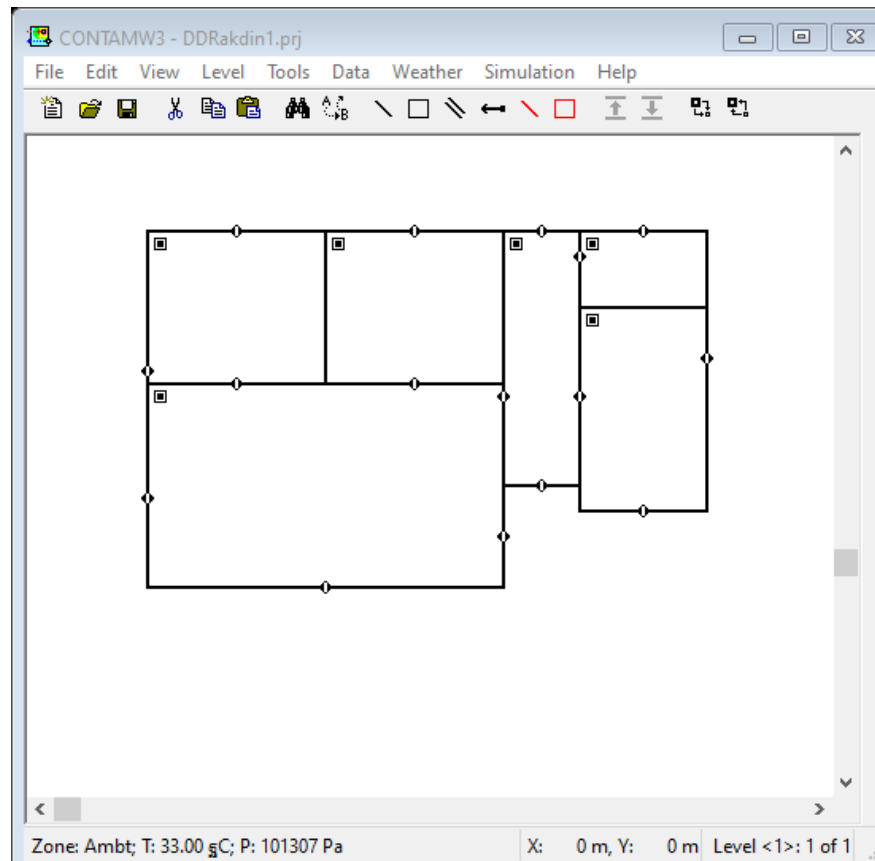 CONTAMW3 - DDRakdin1.prj
File Edit View Level Tools Data Weather Simulation Help
Zone: Ambt; T: 33.00 ƽC; P: 101307 Pa X: 0 m, Y: 0 m Level <1>: 1 of 1